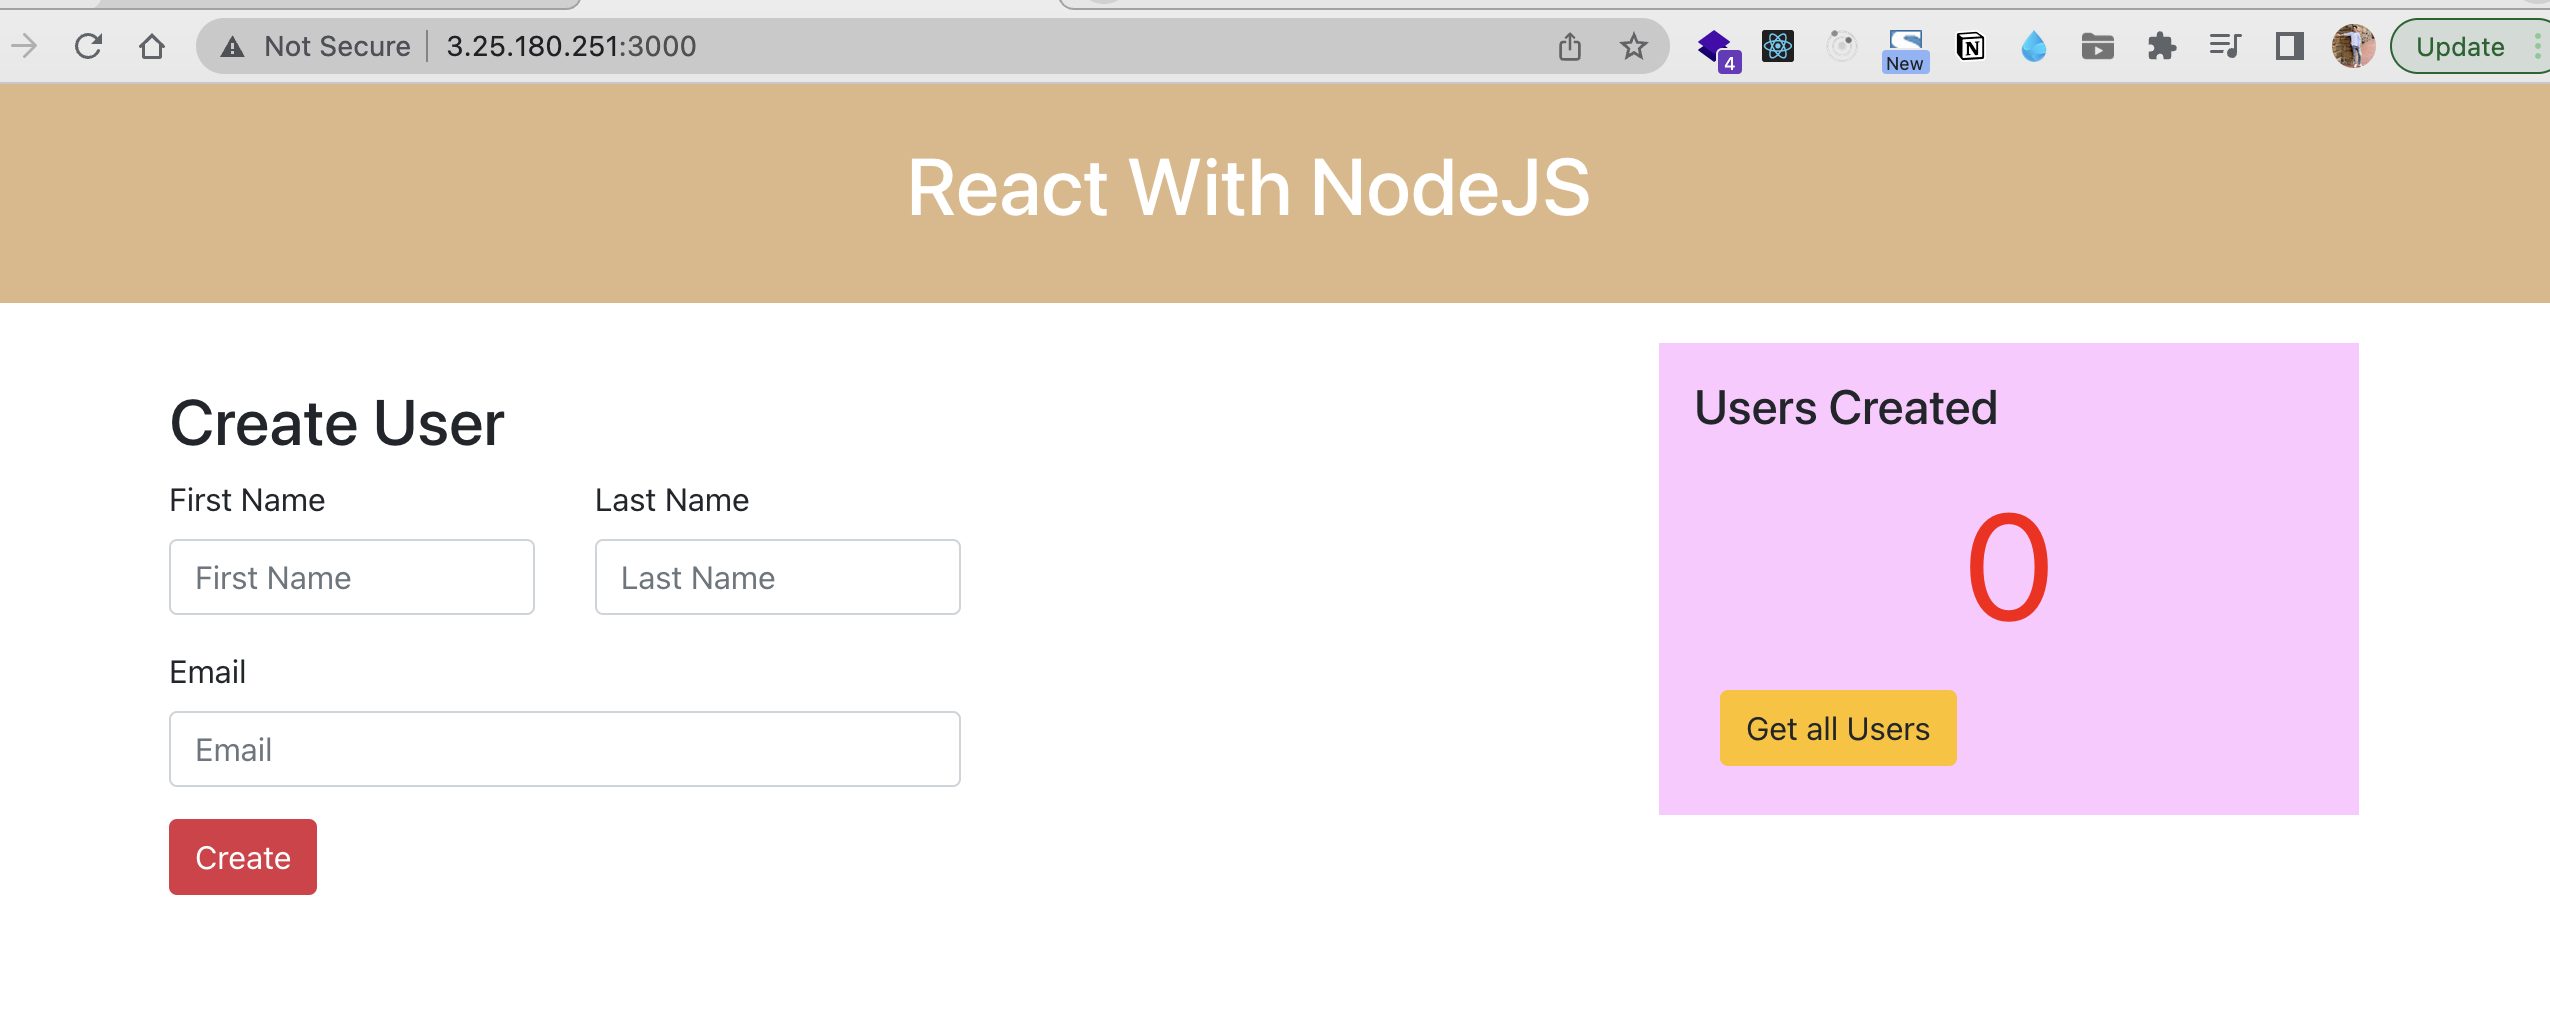 Not Secure 3.25.180.251:3000
4
New
N
Update
React With NodeJS
Create User
First Name
Last Name
First Name
Last Name
Email
Email
Create
Users Created
0
Get all Users